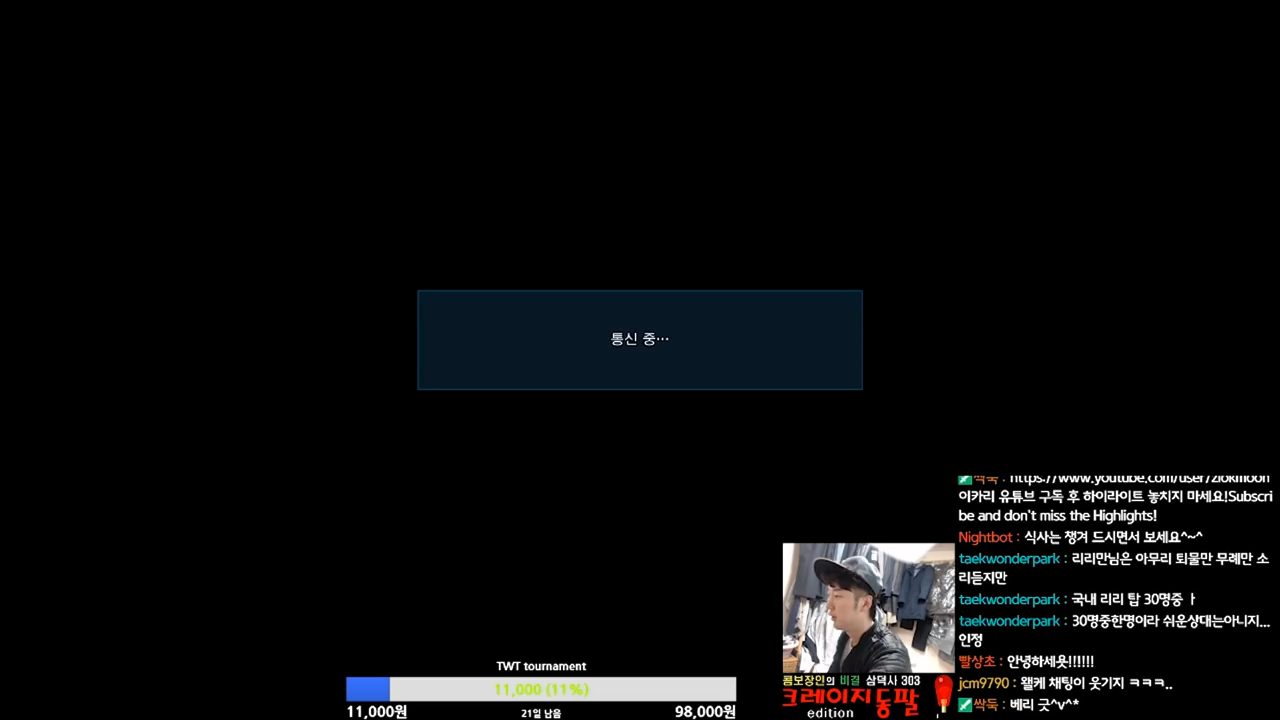 통신 중…
싹둑 : https://www.youtube.com/user/zlokmoon
이카리 유튜브 구독 후 하이라이트 놓치지 마세요!Subscri
be and don't miss the Highlights!
Nightbot : 식사는 챙겨 드시면서 보세요^~^
taekwonderpark : 리리만님은 아무리 퇴물만 무례만 소
리듣지만
taekwonderpark : 국내 리리 탑 30명중 ㅏ
taekwonderpark : 30명중한명이라 쉬운상대는아니지...
인정
빨상초 : 안녕하세욧!!!!!!
jcm9790 : 웰케 채팅이 웃기지 ㅋㅋㅋ..
싹둑 : 베리 긋^v^*
콤보장인의 비결 삼덕사 303
크레이지동팔
edition
TWT tournament
11,000 (11%)
11,000원 21일 남음 98,000원